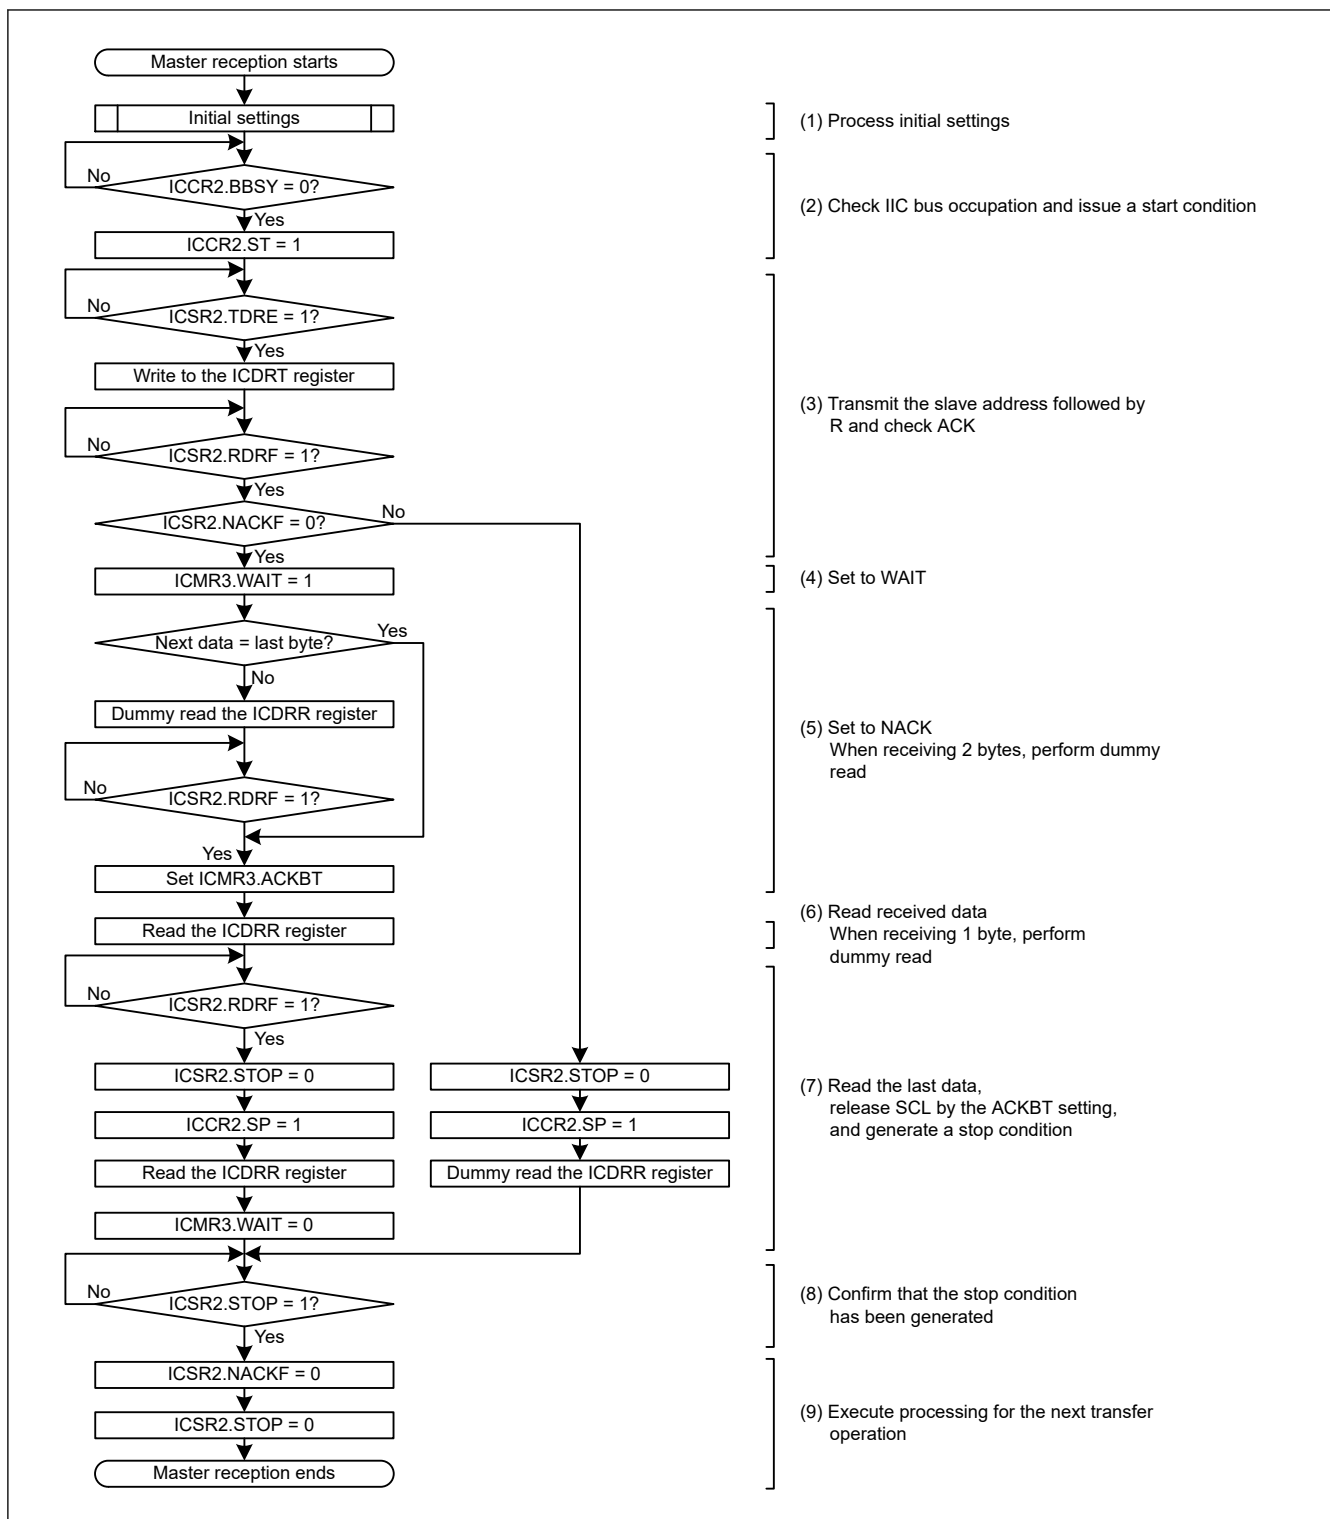 Master reception starts
Initial settings
(1) Process initial settings
No
ICCR2.BBSY = 0?
Yes
(2) Check IIC bus occupation and issue a start condition
ICCR2.ST = 1
No
ICSR2.TDRE = 1?
Yes
Write to the ICDRT register
(3) Transmit the slave address followed by
R and check ACK
No
ICSR2.RDRF = 1?
Yes
ICSR2.NACKF = 0?
No
Yes
ICMR3.WAIT = 1
(4) Set to WAIT
Next data = last byte?
Yes
No
Dummy read the ICDRR register
(5) Set to NACK
When receiving 2 bytes, perform dummy
read
No
ICSR2.RDRF = 1?
Yes
Set ICMR3.ACKBT
Read the ICDRR register
(6) Read received data
When receiving 1 byte, perform
dummy read
No
ICSR2.RDRF = 1?
Yes
ICSR2.STOP = 0
ICSR2.STOP = 0
ICCR2.SP = 1
ICCR2.SP = 1
Read the ICDRR register
Dummy read the ICDRR register
ICMR3.WAIT = 0
(7) Read the last data,
release SCL by the ACKBT setting,
and generate a stop condition
No
ICSR2.STOP = 1?
Yes
(8) Confirm that the stop condition
has been generated
ICSR2.NACKF = 0
ICSR2.STOP = 0
(9) Execute processing for the next transfer
operation
Master reception ends